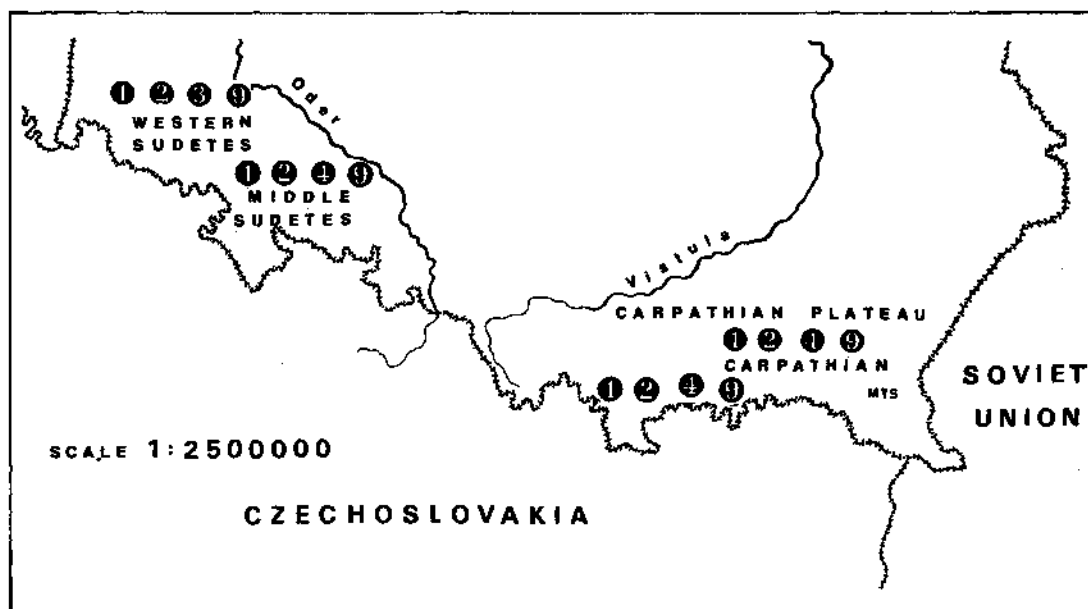 Oder
1 2 3 9
WESTERN
SUDETES
1 2 4 9
MIDDLE
SUDETES
Vistula
CARPATHIAN PLATEAU
1 2 1 9
CARPATHIAN
MTS
1 2 4 9
SOVIET
UNION
SCALE 1:2500000
CZECHOSLOVAKIA